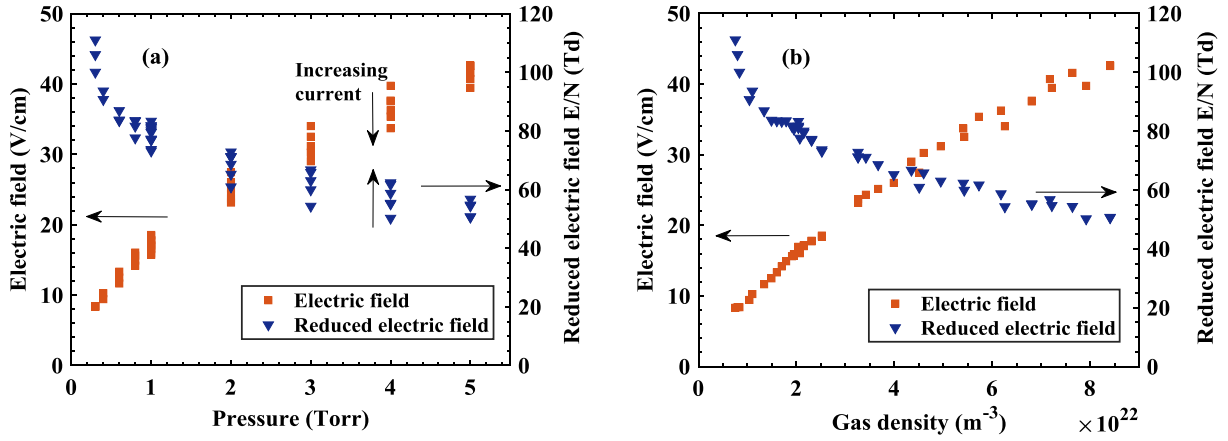 (a)
Increasing
current
Electric field (V/cm)
0
10
20
30
40
50
Reduced electric field E/N (Td)
0
20
40
60
80
100
120
Electric field
Reduced electric field
0
1
2
3
4
5
Pressure (Torr)
(b)
Electric field (V/cm)
0
10
20
30
40
50
Reduced electric field E/N (Td)
0
20
40
60
80
100
120
Electric field
Reduced electric field
0
2
4
6
8
Gas density (m⁻³)
×10²²